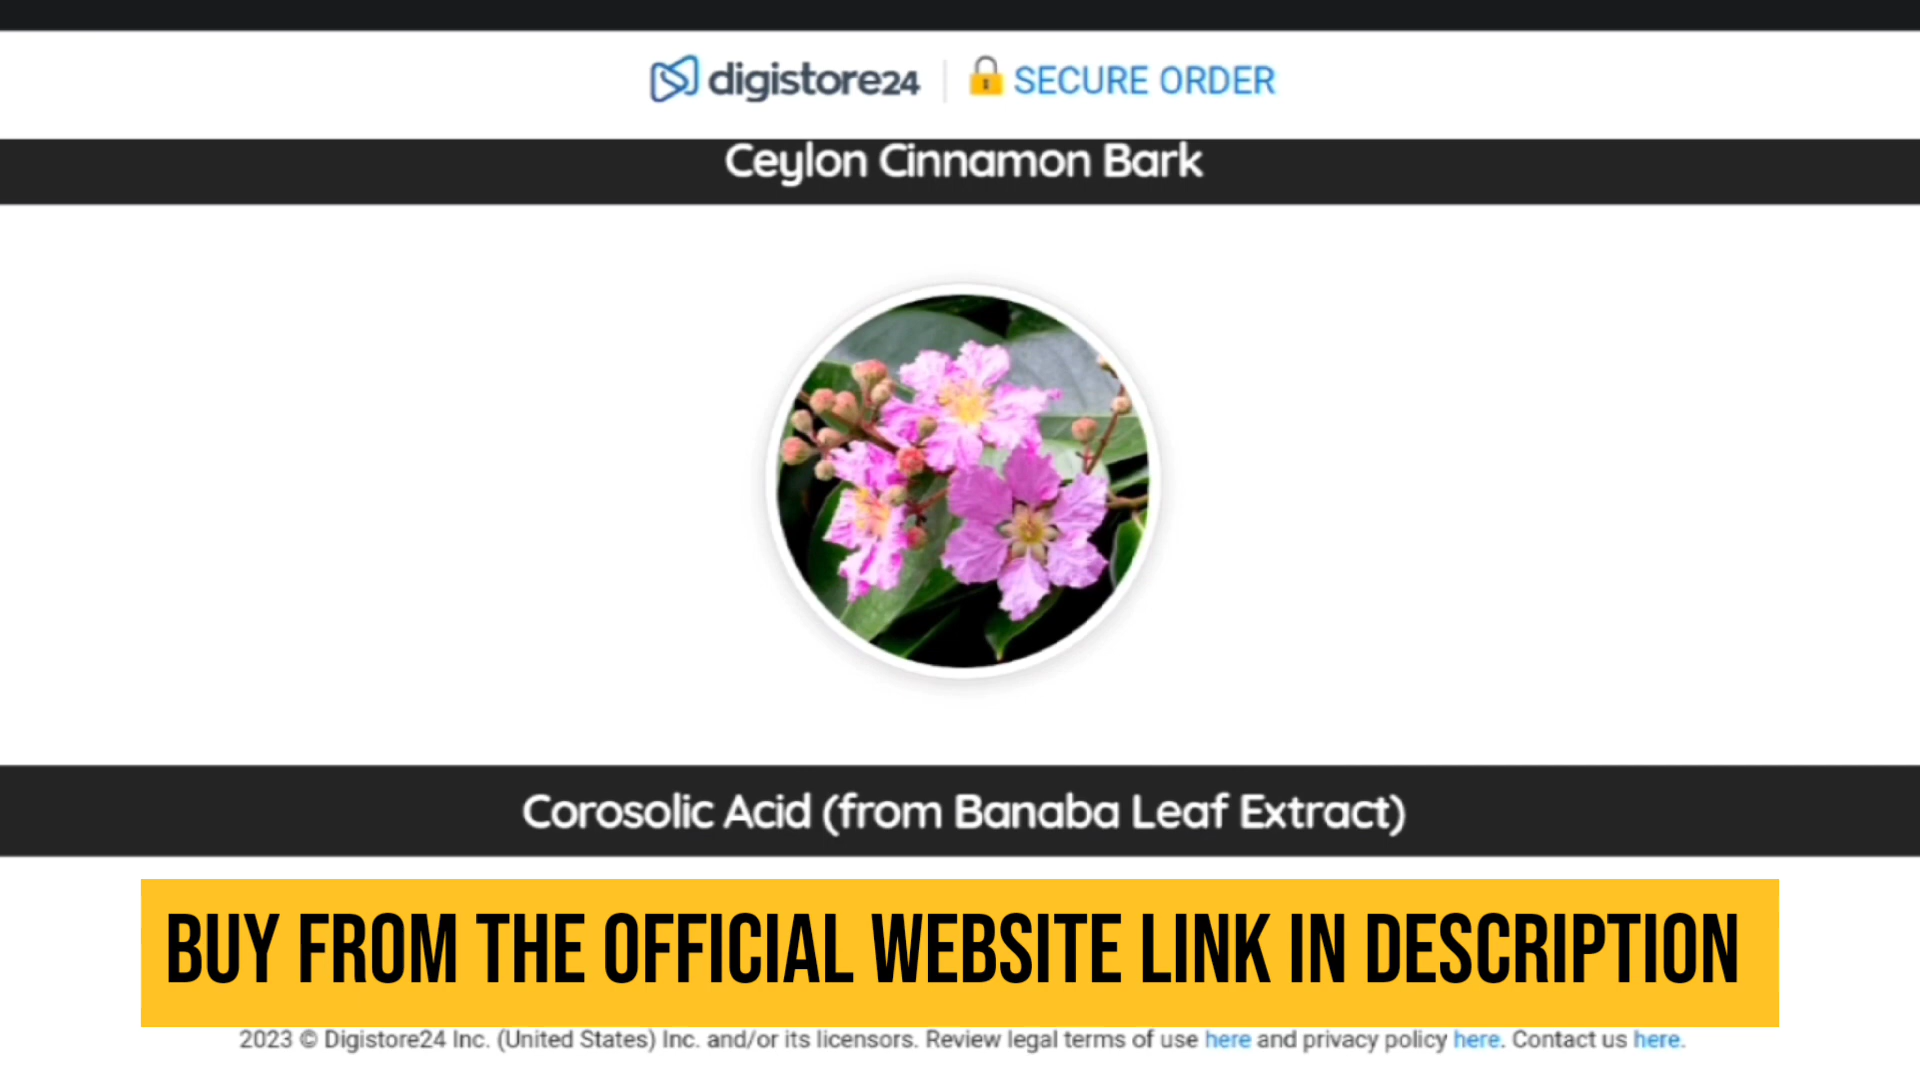 digistore24 SECURE ORDER
Ceylon Cinnamon Bark
Corosolic Acid (from Banaba Leaf Extract)
BUY FROM THE OFFICIAL WEBSITE LINK IN DESCRIPTION
2023 © Digistore24 Inc. (United States) Inc. and/or its licensors. Review legal terms of use here and privacy policy here. Contact us here.